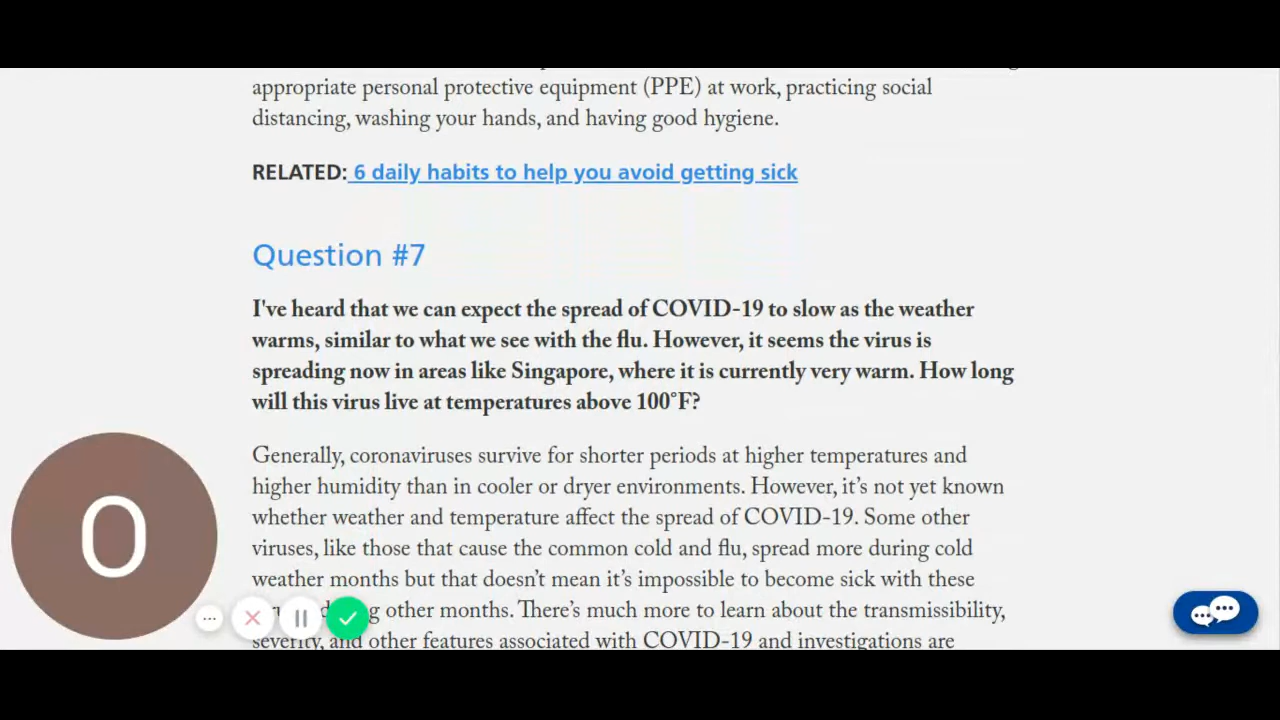 appropriate personal protective equipment (PPE) at work, practicing social
distancing, washing your hands, and having good hygiene.
RELATED: 6 daily habits to help you avoid getting sick
Question #7
I've heard that we can expect the spread of COVID-19 to slow as the weather
warms, similar to what we see with the flu. However, it seems the virus is
spreading now in areas like Singapore, where it is currently very warm. How long
will this virus live at temperatures above 100°F?
Generally, coronaviruses survive for shorter periods at higher temperatures and
higher humidity than in cooler or dryer environments. However, it’s not yet known
whether weather and temperature affect the spread of COVID-19. Some other
viruses, like those that cause the common cold and flu, spread more during cold
weather months but that doesn’t mean it’s impossible to become sick with these
other months. There’s much more to learn about the transmissibility,
severity, and other features associated with COVID-19 and investigations are
O